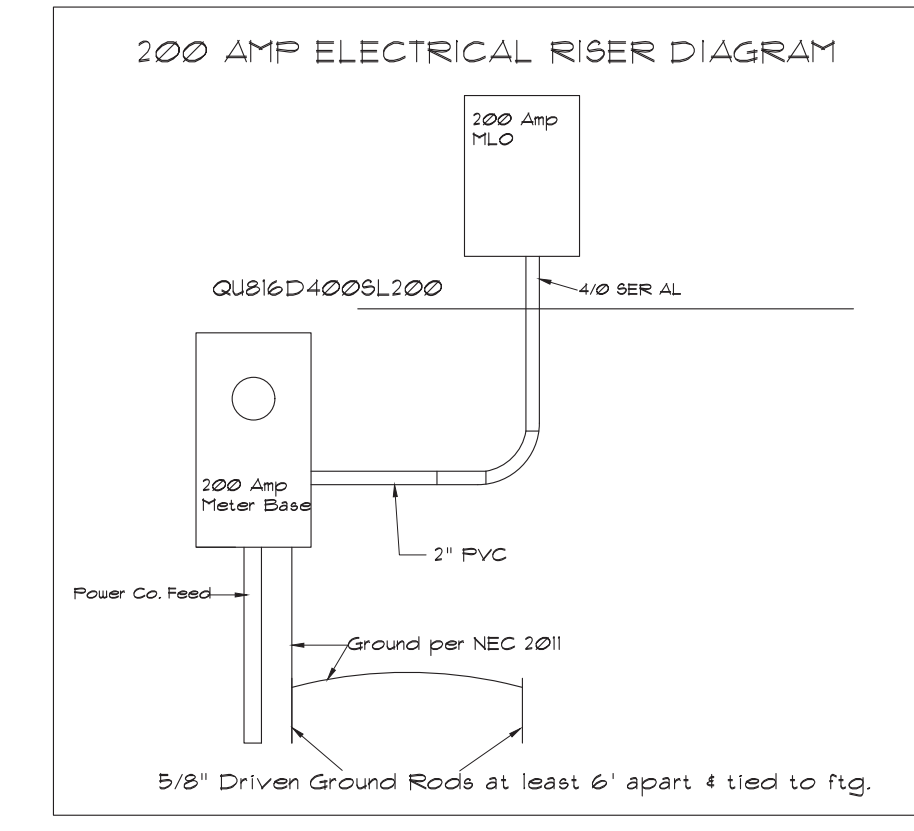 200 AMP ELECTRICAL RISER DIAGRAM
200 Amp
MLO
QU816D400SL200
4/0 SER AL
200 Amp
Meter Base
2" PVC
Power Co. Feed
Ground per NEC 2011
5/8" Driven Ground Rods at least 6' apart & tied to ftg.